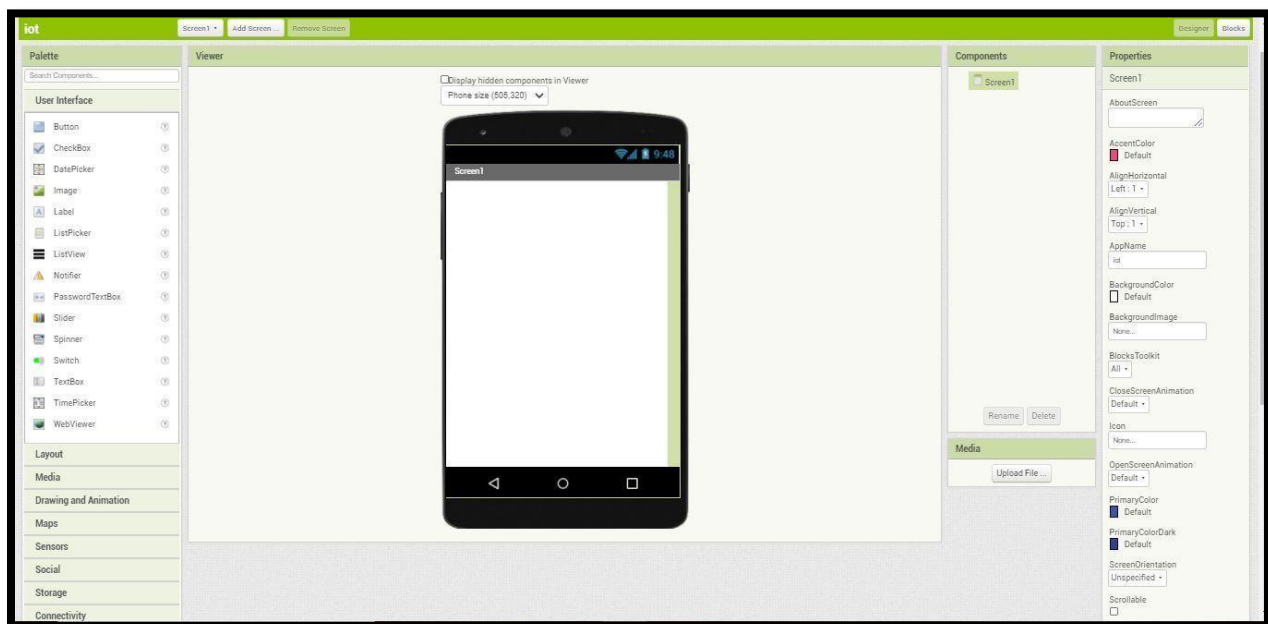 iot
Screen1
Add Screen ...
Remove Screen
Designer
Blocks
Palette
Search Components...
User Interface
Button
CheckBox
DatePicker
Image
Label
ListPicker
ListView
Notifier
PasswordTextBox
Slider
Spinner
Switch
TextBox
TimePicker
WebViewer
Layout
Media
Drawing and Animation
Maps
Sensors
Social
Storage
Connectivity
Viewer
Display hidden components in Viewer
Phone size (505,320)
9:48
Screen1
Components
Screen1
Rename
Delete
Media
Upload File ...
Properties
Screen1
AboutScreen
AccentColor
Default
AlignHorizontal
Left : 1
AlignVertical
Top : 1
AppName
iot
BackgroundColor
Default
BackgroundImage
None...
BlocksToolkit
All
CloseScreenAnimation
Default
Icon
None...
OpenScreenAnimation
Default
PrimaryColor
Default
PrimaryColorDark
Default
ScreenOrientation
Unspecified
Scrollable